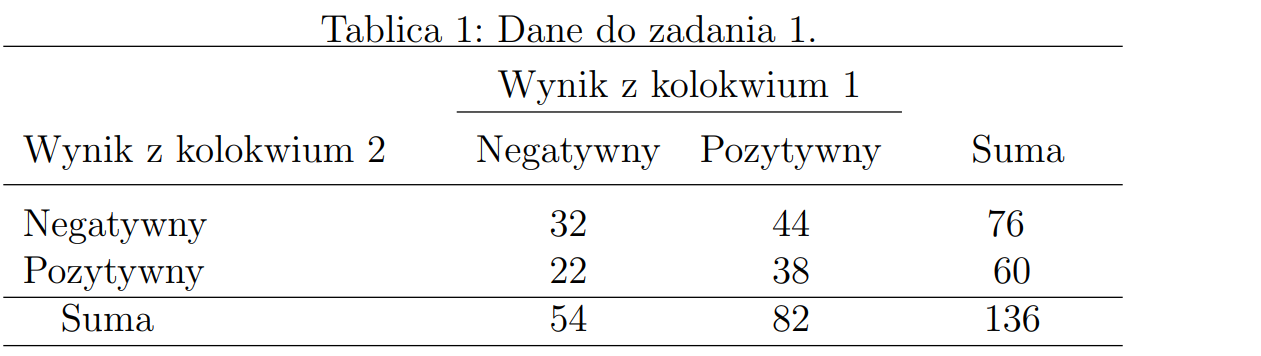 Tablica 1: Dane do zadania 1.
Wynik z kolokwium 1
Wynik z kolokwium 2 Negatywny Pozytywny Suma
Negatywny 32 44 76
Pozytywny 22 38 60
Suma 54 82 136